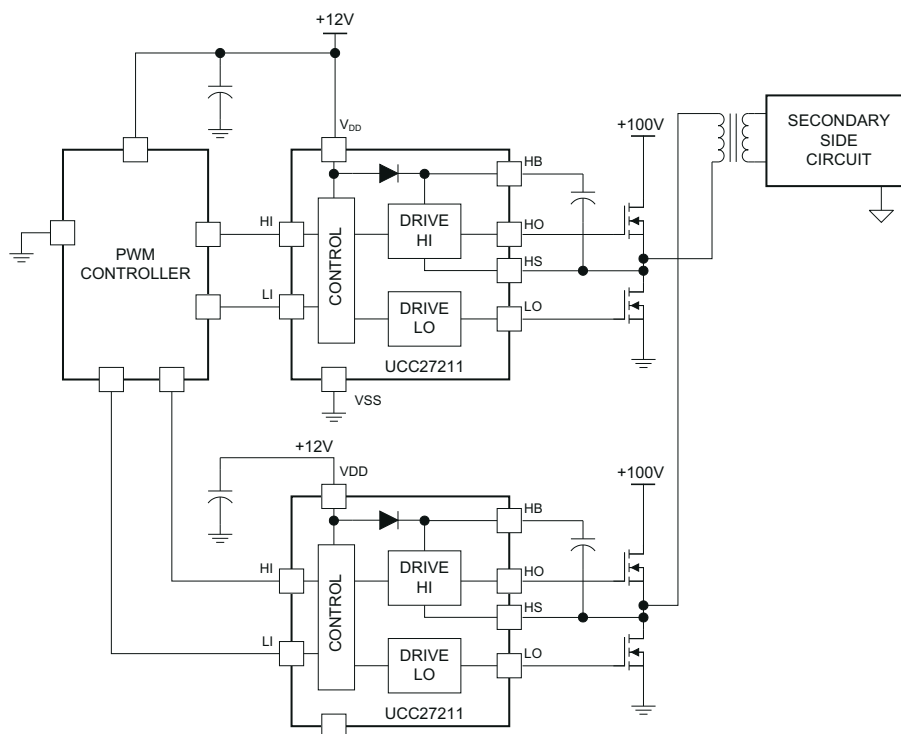 +12V
V_DD
+100V
SECONDARY
SIDE
CIRCUIT
HB
HI
DRIVE
HI
HO
PWM
CONTROLLER
CONTROL
HS
LI
DRIVE
LO
LO
UCC27211
VSS
+12V
VDD
+100V
HB
HI
DRIVE
HI
HO
CONTROL
HS
LI
DRIVE
LO
LO
UCC27211